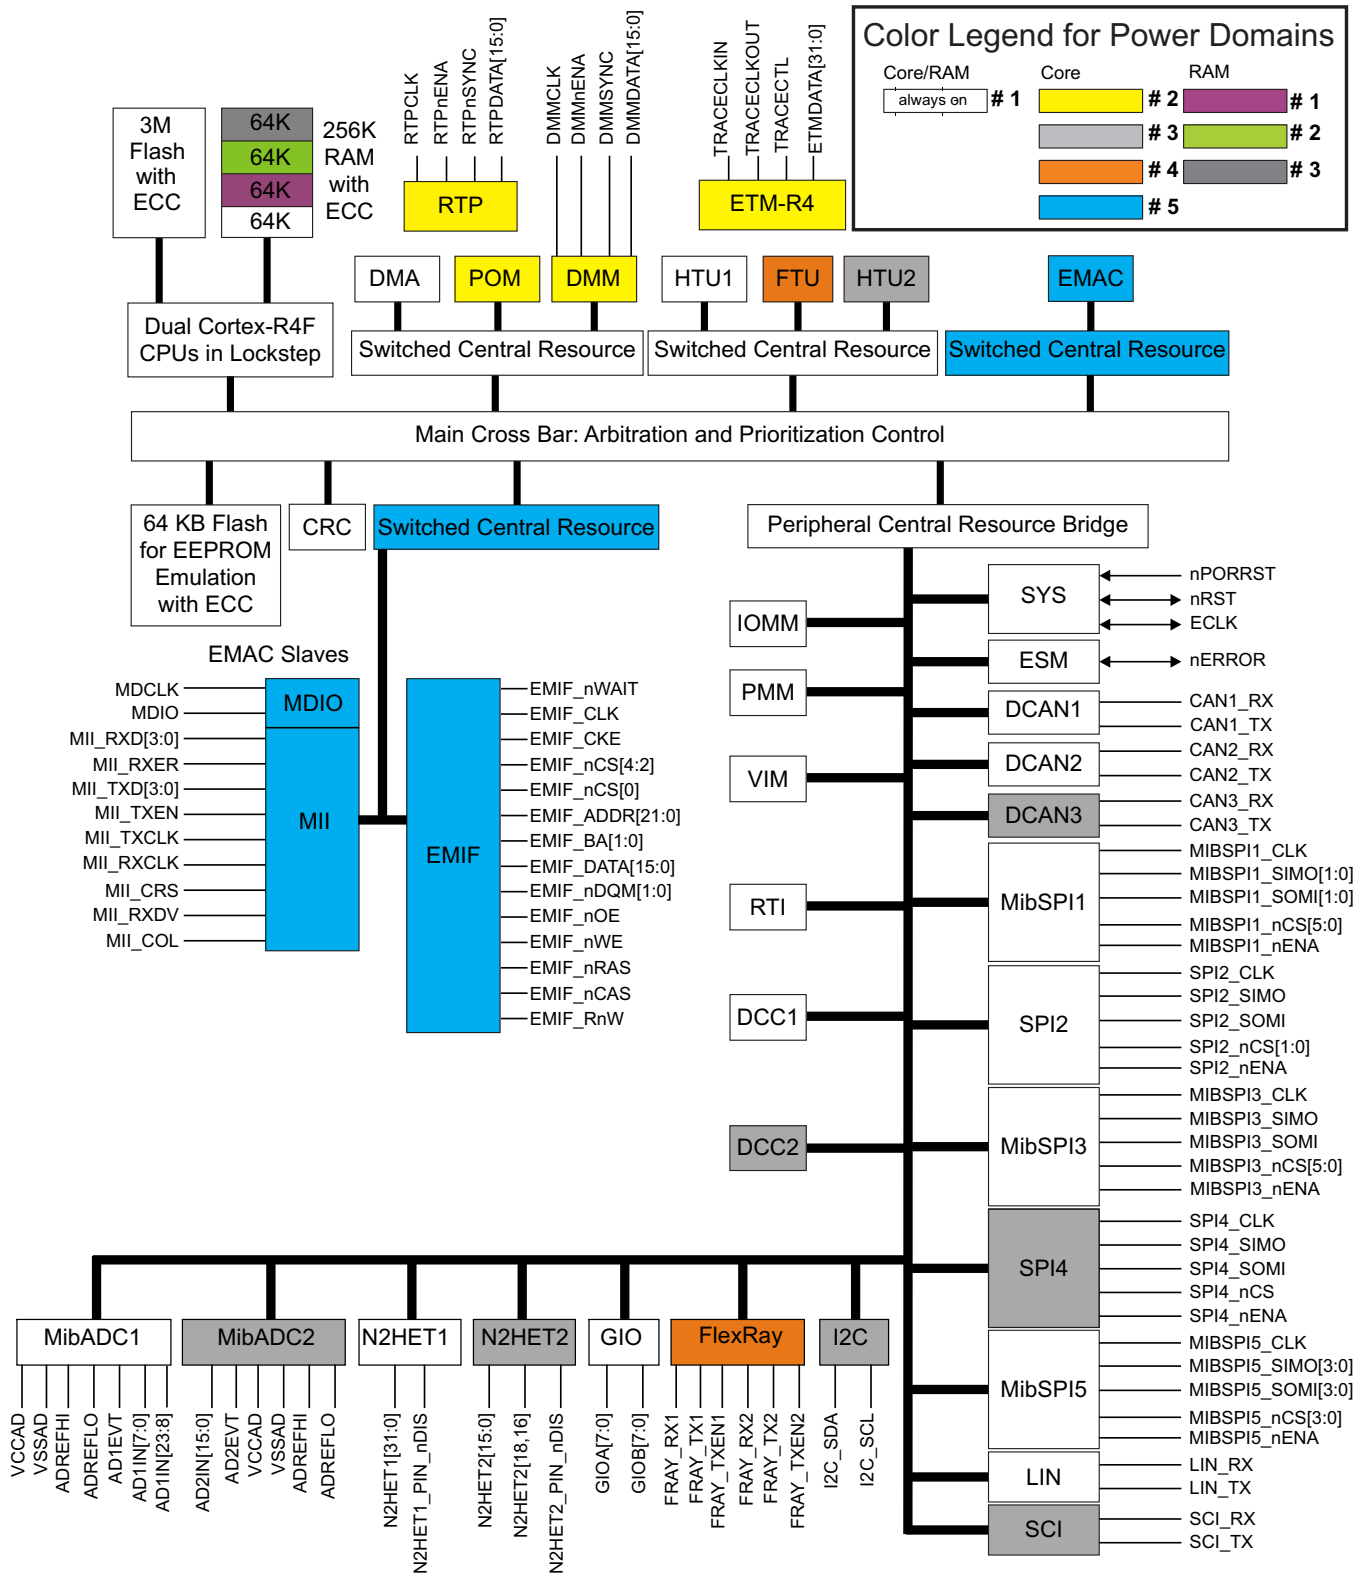 Color Legend for Power Domains
Core/RAM
Core
RAM
always on
# 1
# 2
# 1
# 3
# 2
# 4
# 3
# 5
RTPCLK
RTPnENA
RTPnSYNC
RTPDATA[15:0]
DMMCLK
DMMnENA
DMMSYNC
DMMDATA[15:0]
TRACECLKIN
TRACECLKOUT
TRACECTL
ETMDATA[31:0]
3M
Flash
with
ECC
64K
64K
64K
64K
256K
RAM
with
ECC
RTP
ETM-R4
DMA
POM
DMM
HTU1
FTU
HTU2
EMAC
Dual Cortex-R4F
CPUs in Lockstep
Switched Central Resource
Switched Central Resource
Switched Central Resource
Main Cross Bar: Arbitration and Prioritization Control
64 KB Flash
for EEPROM
Emulation
with ECC
CRC
Switched Central Resource
Peripheral Central Resource Bridge
EMAC Slaves
MDCLK
MDIO
MII_RXD[3:0]
MII_RXER
MII_TXD[3:0]
MII_TXEN
MII_TXCLK
MII_RXCLK
MII_CRS
MII_RXDV
MII_COL
MDIO
MII
EMIF
EMIF_nWAIT
EMIF_CLK
EMIF_CKE
EMIF_nCS[4:2]
EMIF_nCS[0]
EMIF_ADDR[21:0]
EMIF_BA[1:0]
EMIF_DATA[15:0]
EMIF_nDQM[1:0]
EMIF_nOE
EMIF_nWE
EMIF_nRAS
EMIF_nCAS
EMIF_RnW
IOMM
PMM
VIM
RTI
DCC1
DCC2
SYS
nPORRST
nRST
ECLK
ESM
nERROR
DCAN1
CAN1_RX
CAN1_TX
DCAN2
CAN2_RX
CAN2_TX
DCAN3
CAN3_RX
CAN3_TX
MibSPI1
MIBSPI1_CLK
MIBSPI1_SIMO[1:0]
MIBSPI1_SOMI[1:0]
MIBSPI1_nCS[5:0]
MIBSPI1_nENA
SPI2
SPI2_CLK
SPI2_SIMO
SPI2_SOMI
SPI2_nCS[1:0]
SPI2_nENA
MibSPI3
MIBSPI3_CLK
MIBSPI3_SIMO
MIBSPI3_SOMI
MIBSPI3_nCS[5:0]
MIBSPI3_nENA
SPI4
SPI4_CLK
SPI4_SIMO
SPI4_SOMI
SPI4_nCS
SPI4_nENA
MibSPI5
MIBSPI5_CLK
MIBSPI5_SIMO[3:0]
MIBSPI5_SOMI[3:0]
MIBSPI5_nCS[3:0]
MIBSPI5_nENA
LIN
LIN_RX
LIN_TX
SCI
SCI_RX
SCI_TX
MibADC1
MibADC2
N2HET1
N2HET2
GIO
FlexRay
I2C
VCCAD
VSSAD
ADREFHI
ADREFLO
AD1EVT
AD1IN[7:0]
AD1IN[23:8]
AD2IN[15:0]
AD2EVT
VCCAD
VSSAD
ADREFHI
ADREFLO
N2HET1[31:0]
N2HET1_PIN_nDIS
N2HET2[15:0]
N2HET2[18,16]
N2HET2_PIN_nDIS
GIOA[7:0]
GIOB[7:0]
FRAY_RX1
FRAY_TX1
FRAY_TXEN1
FRAY_RX2
FRAY_TX2
FRAY_TXEN2
I2C_SDA
I2C_SCL